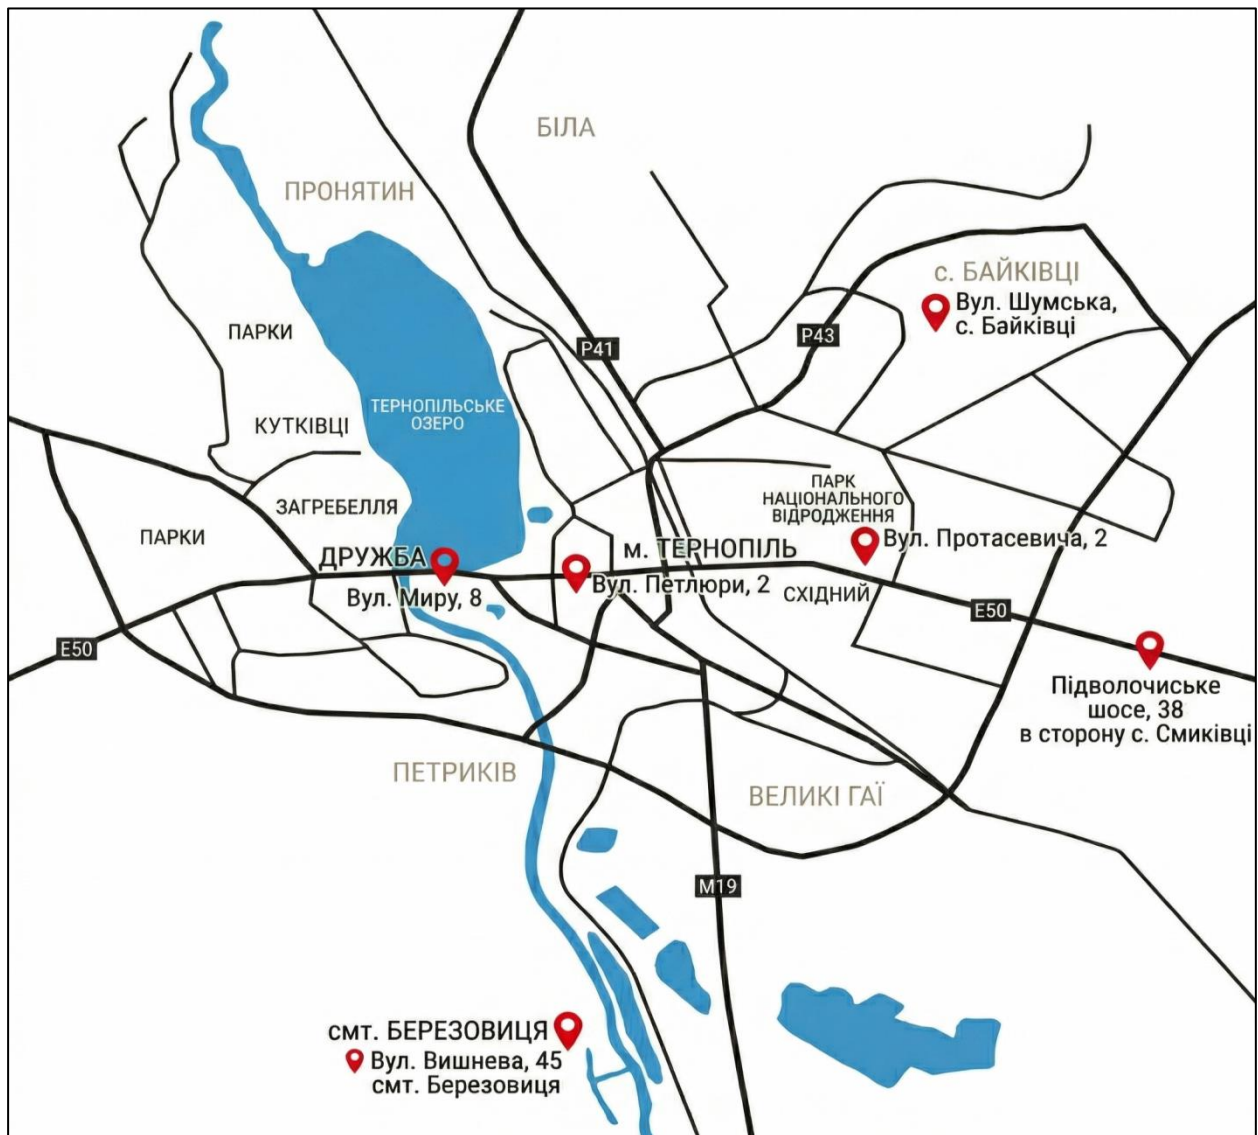 БІЛА
ПРОНЯТИН
с. БАЙКІВЦІ
Вул. Шумська,
с. Байківці
ПАРКИ
P41
P43
ТЕРНОПІЛЬСЬКЕ
ОЗЕРО
КУТКІВЦІ
ЗАГРЕБЕЛЛЯ
ПАРК
НАЦІОНАЛЬНОГО
ВІДРОДЖЕННЯ
ПАРКИ
ДРУЖБА
м. ТЕРНОПІЛЬ
Вул. Протасевича, 2
Вул. Миру, 8
Вул. Петлюри, 2
СХІДНИЙ
E50
E50
Підволочиське
шосе, 38
в сторону с. Смиківці
ПЕТРИКІВ
ВЕЛИКІ ГАЇ
M19
смт. БЕРЕЗОВИЦЯ
Вул. Вишнева, 45
смт. Березовиця